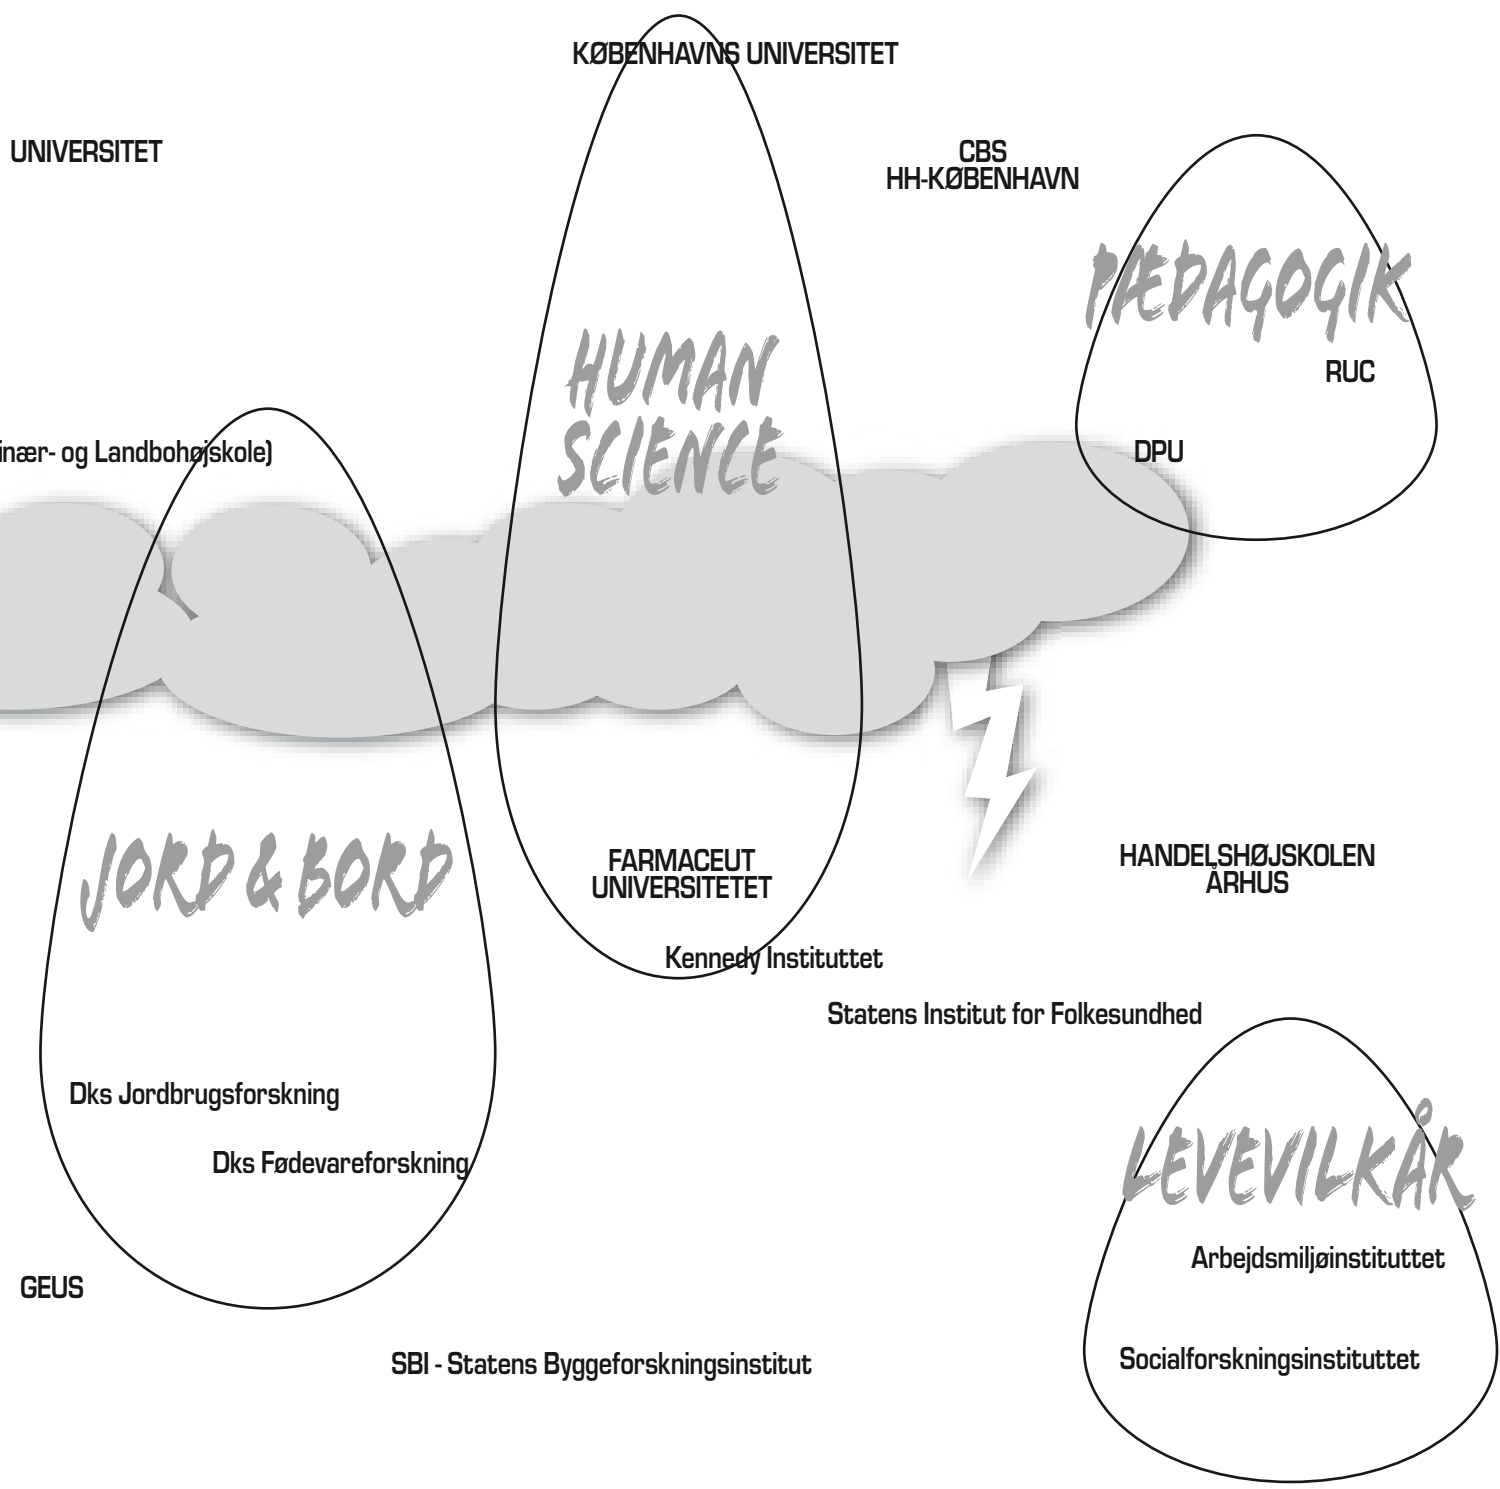 KØBENHAVNS UNIVERSITET
UNIVERSITET
CBS
HH-KØBENHAVN
PÆDAGOGIK
RUC
HUMAN
SCIENCE
inær- og Landbohøjskole)
DPU
JORD & BORD
FARMACEUT
UNIVERSITETET
HANDELSHØJSKOLEN
ÅRHUS
Kennedy Instituttet
Statens Institut for Folkesundhed
Dks Jordbrugsforskning
Dks Fødevareforskning
LEVEVILKÅR
Arbejdsmiljøinstituttet
GEUS
SBI - Statens Byggeforskningsinstitut
Socialforskningsinstituttet